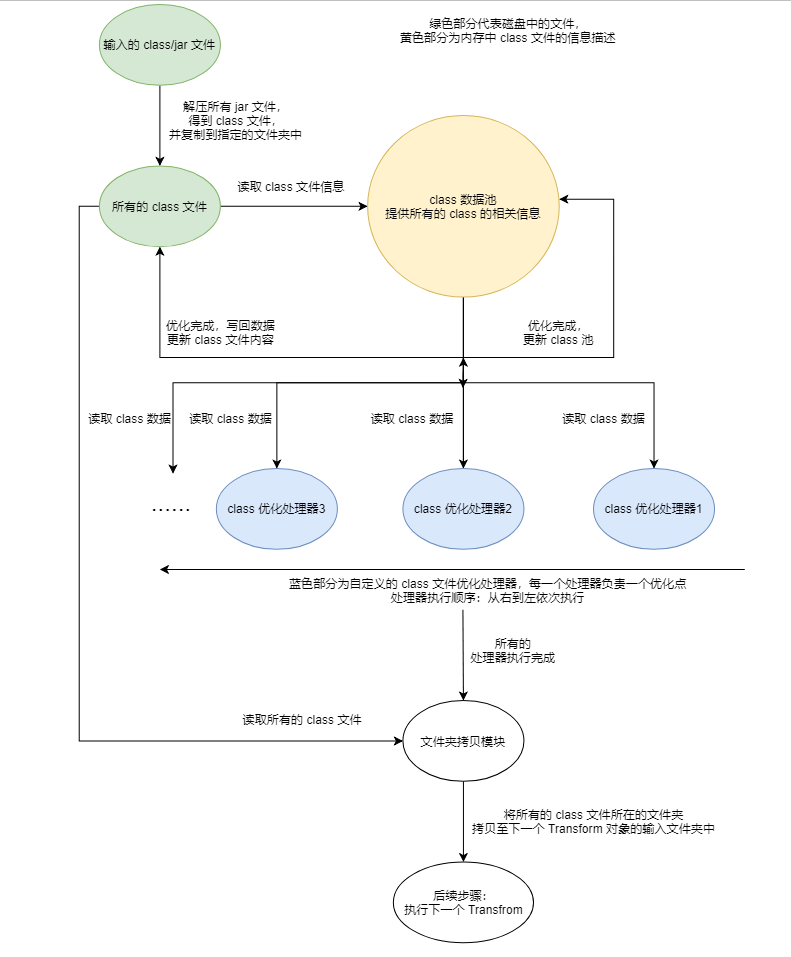 绿色部分代表磁盘中的文件，
黄色部分为内存中 class 文件的信息描述
输入的 class/jar 文件
解压所有 jar 文件，
得到 class 文件，
并复制到指定的文件夹中
读取 class 文件信息
所有的 class 文件
class 数据池
提供所有的 class 的相关信息
优化完成，写回数据
更新 class 文件内容
优化完成，
更新 class 池
读取 class 数据
读取 class 数据
读取 class 数据
读取 class 数据
......
class 优化处理器3
class 优化处理器2
class 优化处理器1
蓝色部分为自定义的 class 文件优化处理器，每一个处理器负责一个优化点
处理器执行顺序：从右到左依次执行
所有的
处理器执行完成
读取所有的 class 文件
文件夹拷贝模块
将所有的 class 文件所在的文件夹
拷贝至下一个 Transform 对象的输入文件夹中
后续步骤：
执行下一个 Transfrom